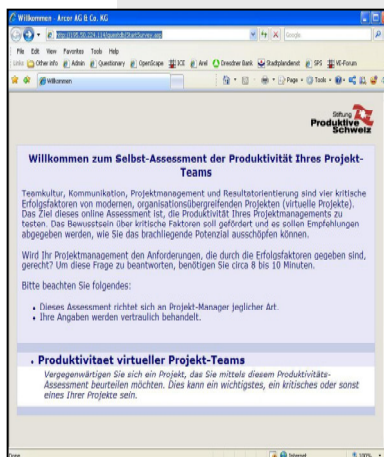 Willkommen - Arcor AG & Co. KG
File Edit View Favorites Tools Help
Links Other info Admin Questionary OpenScape ICE Arel Dresdner Bank Stadtplandienst SPS VE-Forum
Willkommen
Page Tools
Stiftung
Produktive
Schweiz
Willkommen zum Selbst-Assessment der Produktivität Ihres Projekt-
Teams
Teamkultur, Kommunikation, Projektmanagement und Resultatorientierung sind vier kritische
Erfolgsfaktoren von modernen, organisationsübergreifenden Projekten (virtuelle Projekte).
Das Ziel dieses online Assessment ist, die Produktivität Ihres Projektmanagements zu
testen. Das Bewusstsein über kritische Faktoren soll gefördert und es sollen Empfehlungen
abgegeben werden, wie Sie das brachliegende Potenzial ausschöpfen können.
Wird Ihr Projektmanagement den Anforderungen, die durch die Erfolgsfaktoren gegeben sind,
gerecht? Um diese Frage zu beantworten, benötigen Sie circa 8 bis 10 Minuten.
Bitte beachten Sie folgendes:
• Dieses Assessment richtet sich an Projekt-Manager jeglicher Art.
• Ihre Angaben werden vertraulich behandelt.
• Produktivitaet virtueller Projekt-Teams
Vergegenwärtigen Sie sich ein Projekt, das Sie mittels diesem Produktivitäts-
Assessment beurteilen möchten. Dies kann ein wichtigstes, ein kritisches oder sonst
eines Ihrer Projekte sein.
Done Internet 100%